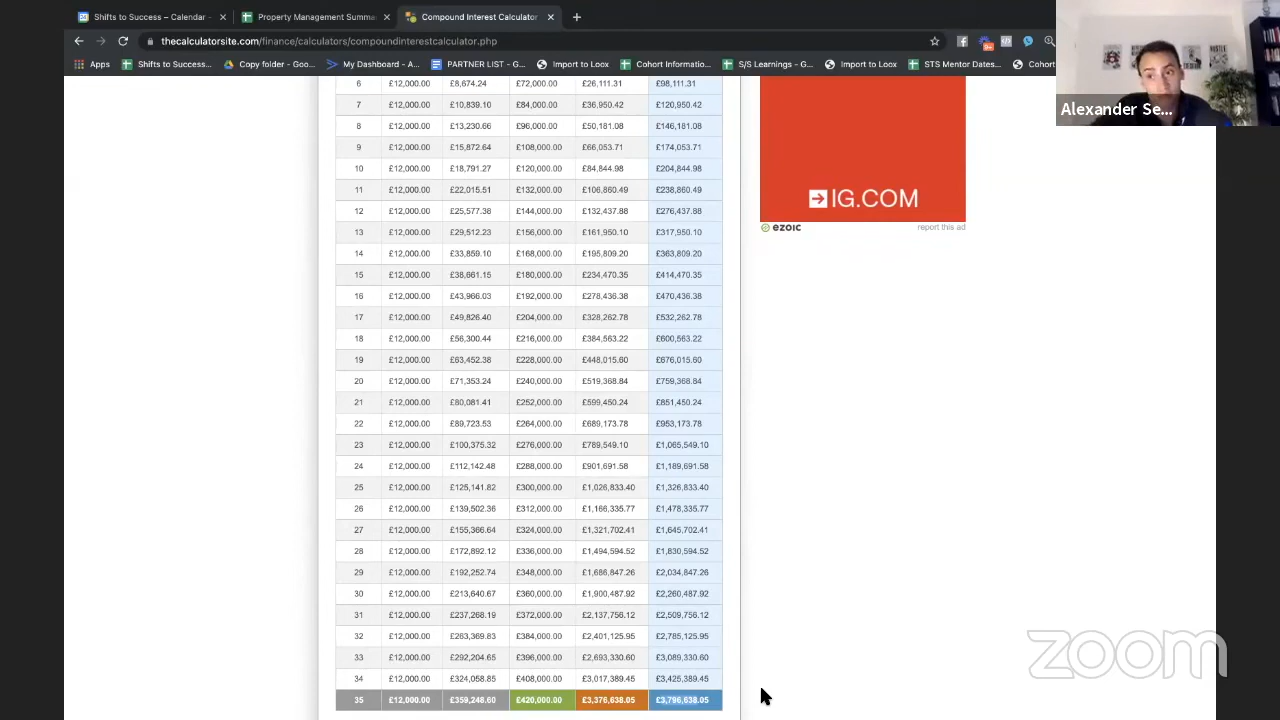 Shifts to Success – Calendar -
Property Management Summa
Compound Interest Calculator
thecalculatorsite.com/finance/calculators/compoundinterestcalculator.php
Apps Shifts to Success... Copy folder - Goo... My Dashboard - A... PARTNER LIST - G... Import to Loox Cohort Informatio... S/S Learnings - G... Import to Loox STS Mentor Dates... Cohort
Alexander Se...
6 £12,000.00 £8,674.24 £72,000.00 £26,111.31 £98,111.31
7 £12,000.00 £10,839.10 £84,000.00 £36,950.42 £120,950.42
8 £12,000.00 £13,230.66 £96,000.00 £50,181.08 £146,181.08
9 £12,000.00 £15,872.64 £108,000.00 £66,053.71 £174,053.71
10 £12,000.00 £18,791.27 £120,000.00 £84,844.98 £204,844.98
11 £12,000.00 £22,015.51 £132,000.00 £106,860.49 £238,860.49
12 £12,000.00 £25,577.38 £144,000.00 £132,437.88 £276,437.88
13 £12,000.00 £29,512.23 £156,000.00 £161,950.10 £317,950.10
14 £12,000.00 £33,859.10 £168,000.00 £195,809.20 £363,809.20
15 £12,000.00 £38,661.15 £180,000.00 £234,470.35 £414,470.35
16 £12,000.00 £43,966.03 £192,000.00 £278,436.38 £470,436.38
17 £12,000.00 £49,826.40 £204,000.00 £328,262.78 £532,262.78
18 £12,000.00 £56,300.44 £216,000.00 £384,563.22 £600,563.22
19 £12,000.00 £63,452.38 £228,000.00 £448,015.60 £676,015.60
20 £12,000.00 £71,353.24 £240,000.00 £519,368.84 £759,368.84
21 £12,000.00 £80,081.41 £252,000.00 £599,450.24 £851,450.24
22 £12,000.00 £89,723.53 £264,000.00 £689,173.78 £953,173.78
23 £12,000.00 £100,375.32 £276,000.00 £789,549.10 £1,065,549.10
24 £12,000.00 £112,142.48 £288,000.00 £901,691.58 £1,189,691.58
25 £12,000.00 £125,141.82 £300,000.00 £1,026,833.40 £1,326,833.40
26 £12,000.00 £139,502.36 £312,000.00 £1,166,335.77 £1,478,335.77
27 £12,000.00 £155,366.64 £324,000.00 £1,321,702.41 £1,645,702.41
28 £12,000.00 £172,892.12 £336,000.00 £1,494,594.52 £1,830,594.52
29 £12,000.00 £192,252.74 £348,000.00 £1,686,847.26 £2,034,847.26
30 £12,000.00 £213,640.67 £360,000.00 £1,900,487.92 £2,260,487.92
31 £12,000.00 £237,268.19 £372,000.00 £2,137,756.12 £2,509,756.12
32 £12,000.00 £263,369.83 £384,000.00 £2,401,125.95 £2,785,125.95
33 £12,000.00 £292,204.65 £396,000.00 £2,693,330.60 £3,089,330.60
34 £12,000.00 £324,058.85 £408,000.00 £3,017,389.45 £3,425,389.45
35 £12,000.00 £359,248.60 £420,000.00 £3,376,638.05 £3,796,638.05
IG.COM
ezoic report this ad
zoom